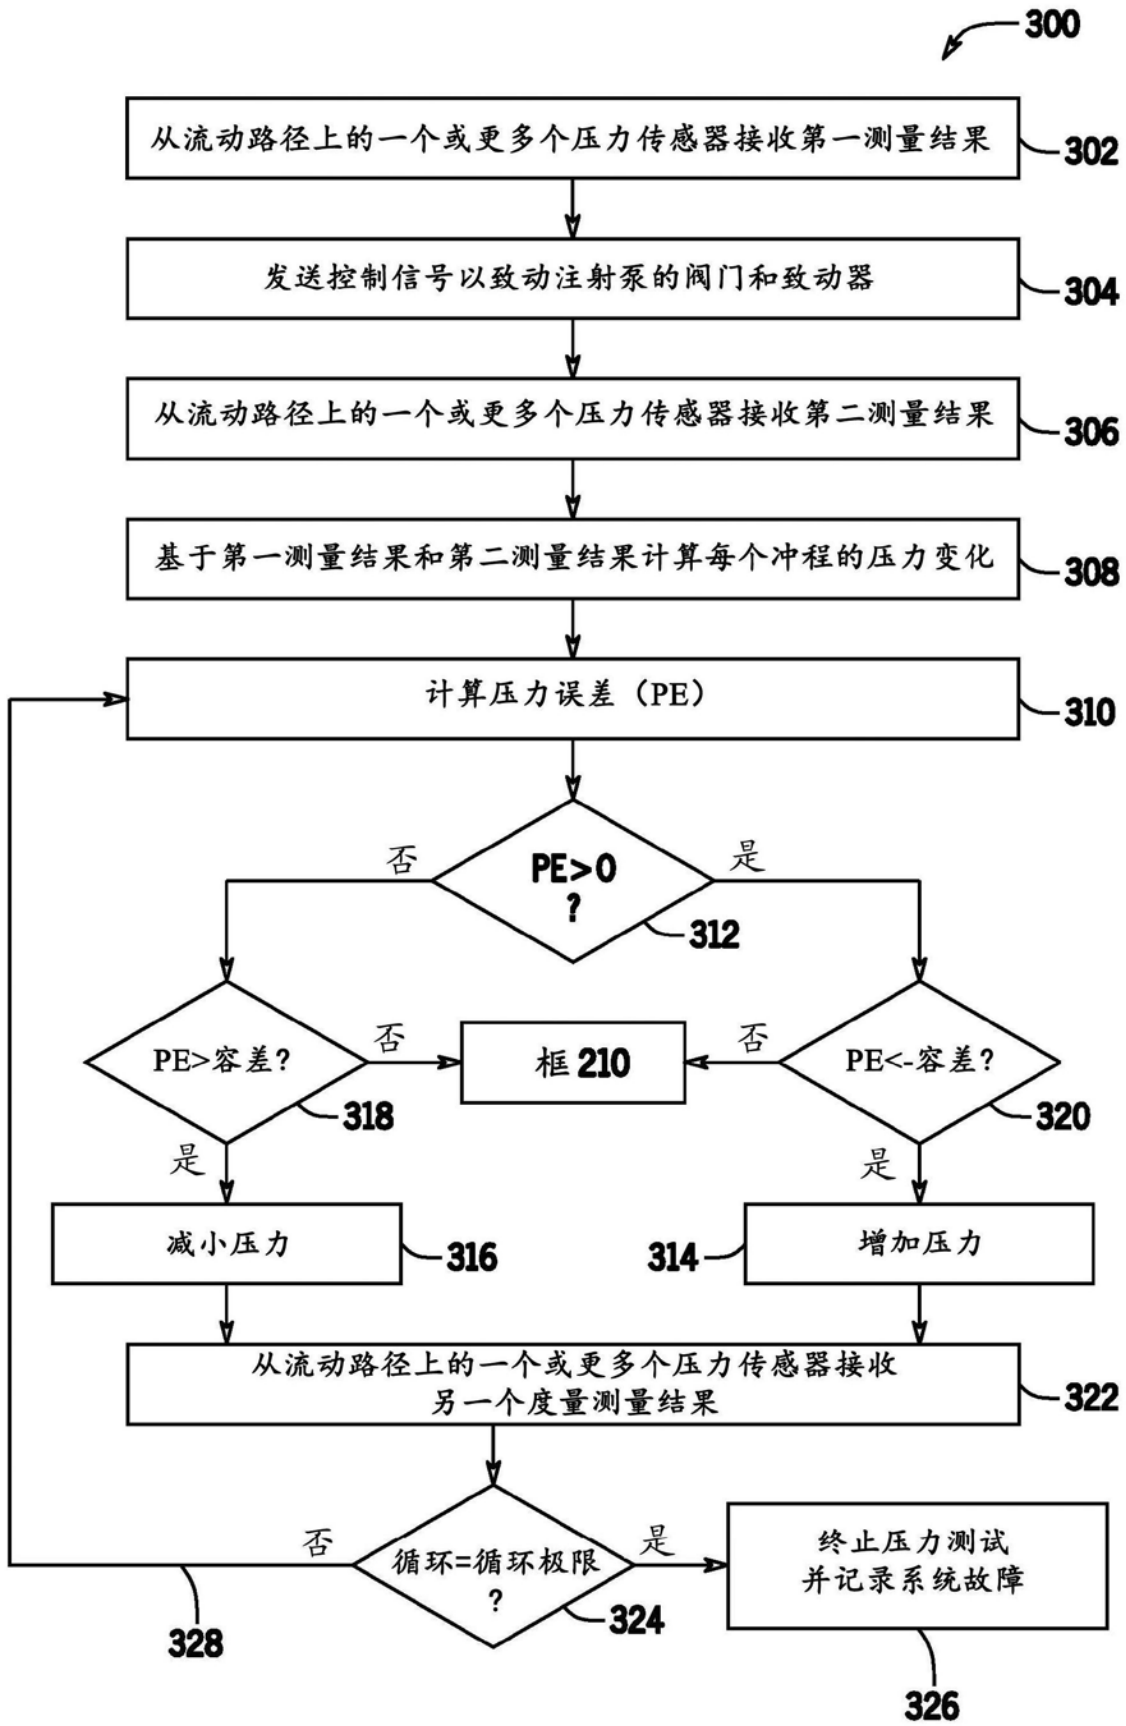 300
从流动路径上的一个或更多个压力传感器接收第一测量结果
302
发送控制信号以致动注射泵的阀门和致动器
304
从流动路径上的一个或更多个压力传感器接收第二测量结果
306
基于第一测量结果和第二测量结果计算每个冲程的压力变化
308
计算压力误差（PE）
310
否
PE>0
?
是
312
PE>容差?
否
框 210
否
PE<-容差?
318
320
是
是
减小压力
316
314
增加压力
从流动路径上的一个或更多个压力传感器接收
另一个度量测量结果
322
否
循环=循环极限
?
是
324
终止压力测试
并记录系统故障
328
326